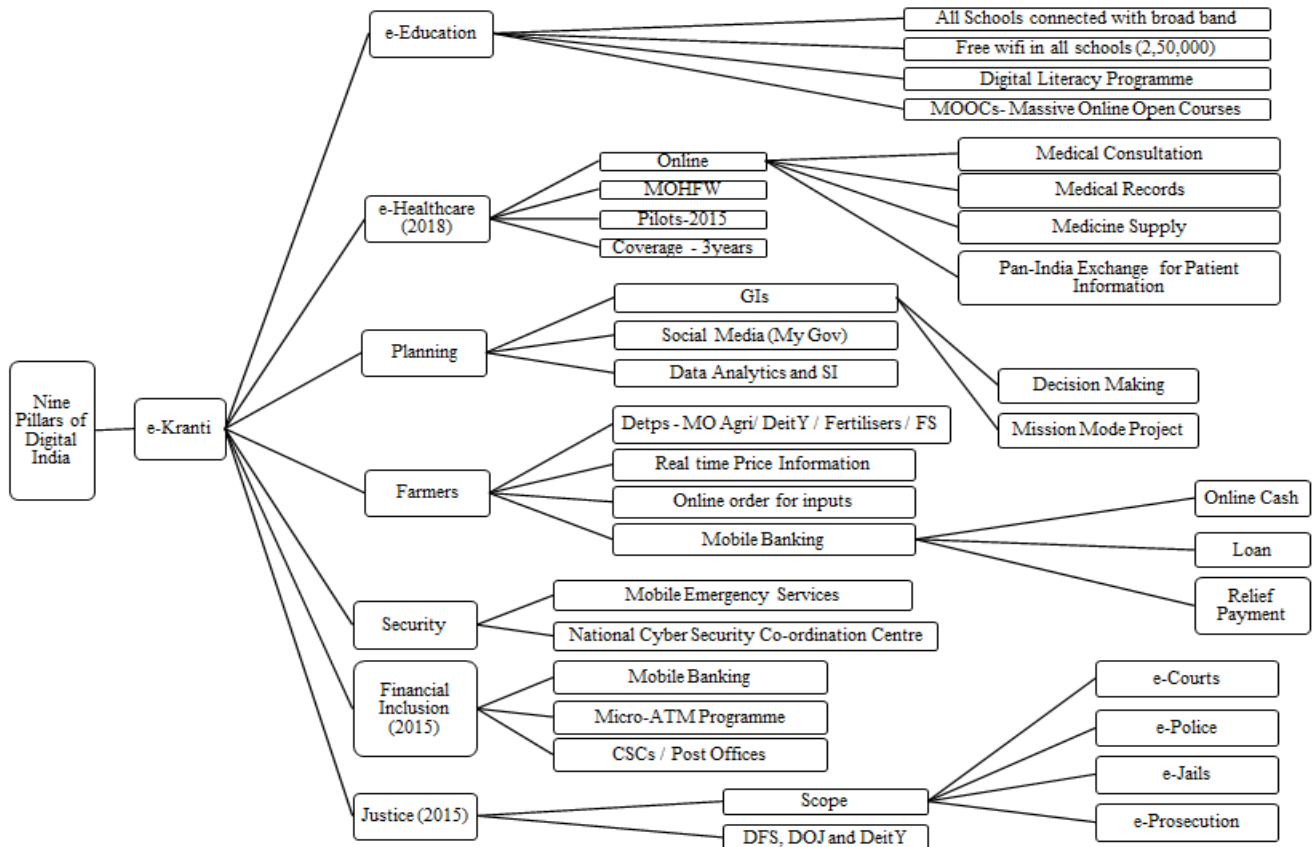 Nine
Pillars of
Digital
India
e-Kranti
e-Education
All Schools connected with broad band
Free wifi in all schools (2,50,000)
Digital Literacy Programme
MOOCs- Massive Online Open Courses
e-Healthcare
(2018)
Online
MOHFW
Pilots-2015
Coverage - 3years
Medical Consultation
Medical Records
Medicine Supply
Pan-India Exchange for Patient
Information
Planning
GIs
Social Media (My Gov)
Data Analytics and SI
Decision Making
Mission Mode Project
Farmers
Detps - MO Agri/ DeitY / Fertilisers / FS
Real time Price Information
Online order for inputs
Mobile Banking
Online Cash
Loan
Relief
Payment
Security
Mobile Emergency Services
National Cyber Security Co-ordination Centre
Financial
Inclusion
(2015)
Mobile Banking
Micro-ATM Programme
CSCs / Post Offices
Justice (2015)
Scope
DFS, DOJ and DeitY
e-Courts
e-Police
e-Jails
e-Prosecution